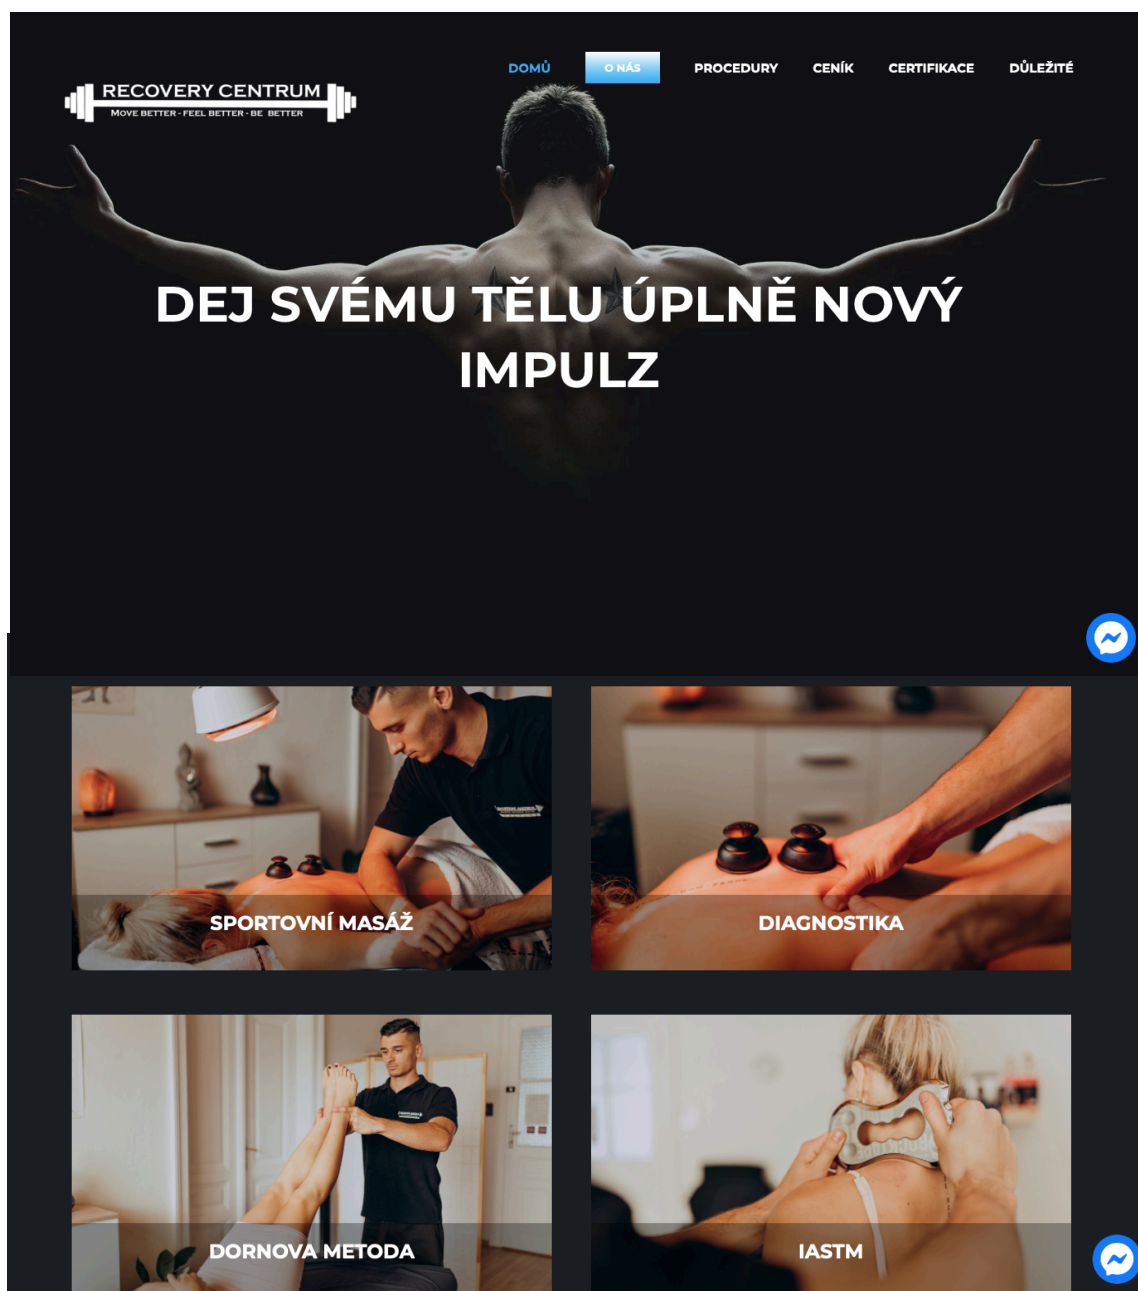 DOMŮ
O NÁS
PROCEDURY
CENÍK
CERTIFIKACE
DŮLEŽITÉ
RECOVERY CENTRUM
MOVE BETTER - FEEL BETTER - BE BETTER
DEJ SVÉMU TĚLU ÚPLNĚ NOVÝ
IMPULZ
SPORTOVNÍ MASÁŽ
DIAGNOSTIKA
DORNOVA METODA
IASTM